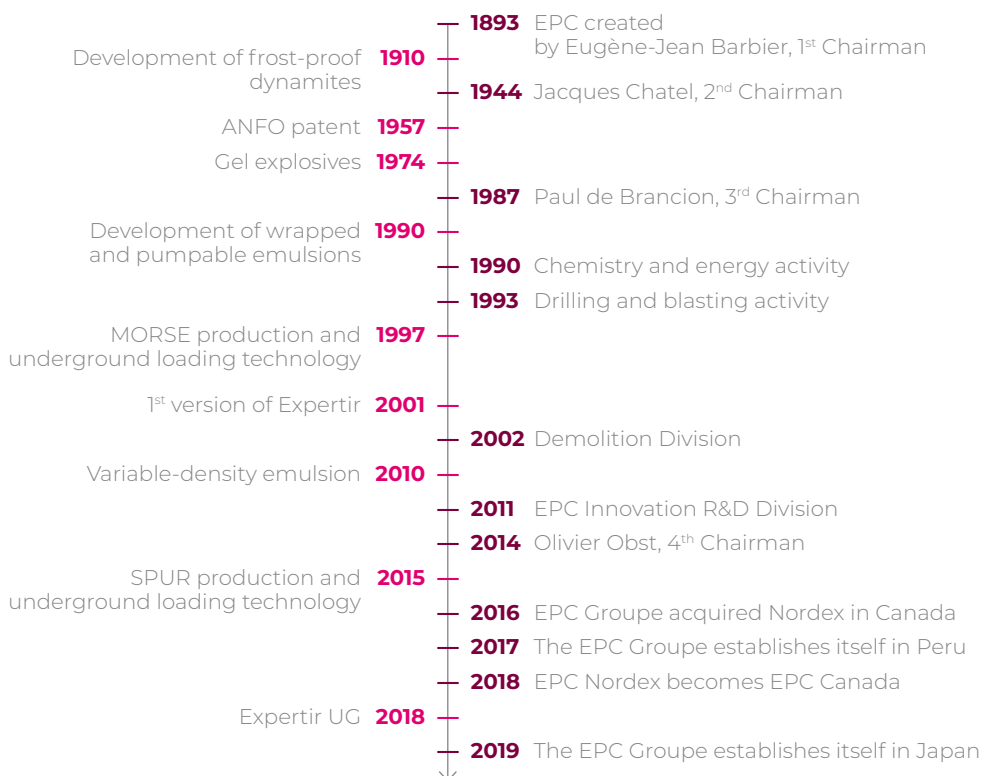 1893 EPC created
by Eugène-Jean Barbier, 1st Chairman
Development of frost-proof 1910
dynamites
1944 Jacques Chatel, 2nd Chairman
ANFO patent 1957
Gel explosives 1974
1987 Paul de Brancion, 3rd Chairman
Development of wrapped 1990
and pumpable emulsions
1990 Chemistry and energy activity
1993 Drilling and blasting activity
MORSE production and 1997
underground loading technology
1st version of Expertir 2001
2002 Demolition Division
Variable-density emulsion 2010
2011 EPC Innovation R&D Division
2014 Olivier Obst, 4th Chairman
SPUR production and 2015
underground loading technology
2016 EPC Groupe acquired Nordex in Canada
2017 The EPC Groupe establishes itself in Peru
2018 EPC Nordex becomes EPC Canada
Expertir UG 2018
2019 The EPC Groupe establishes itself in Japan